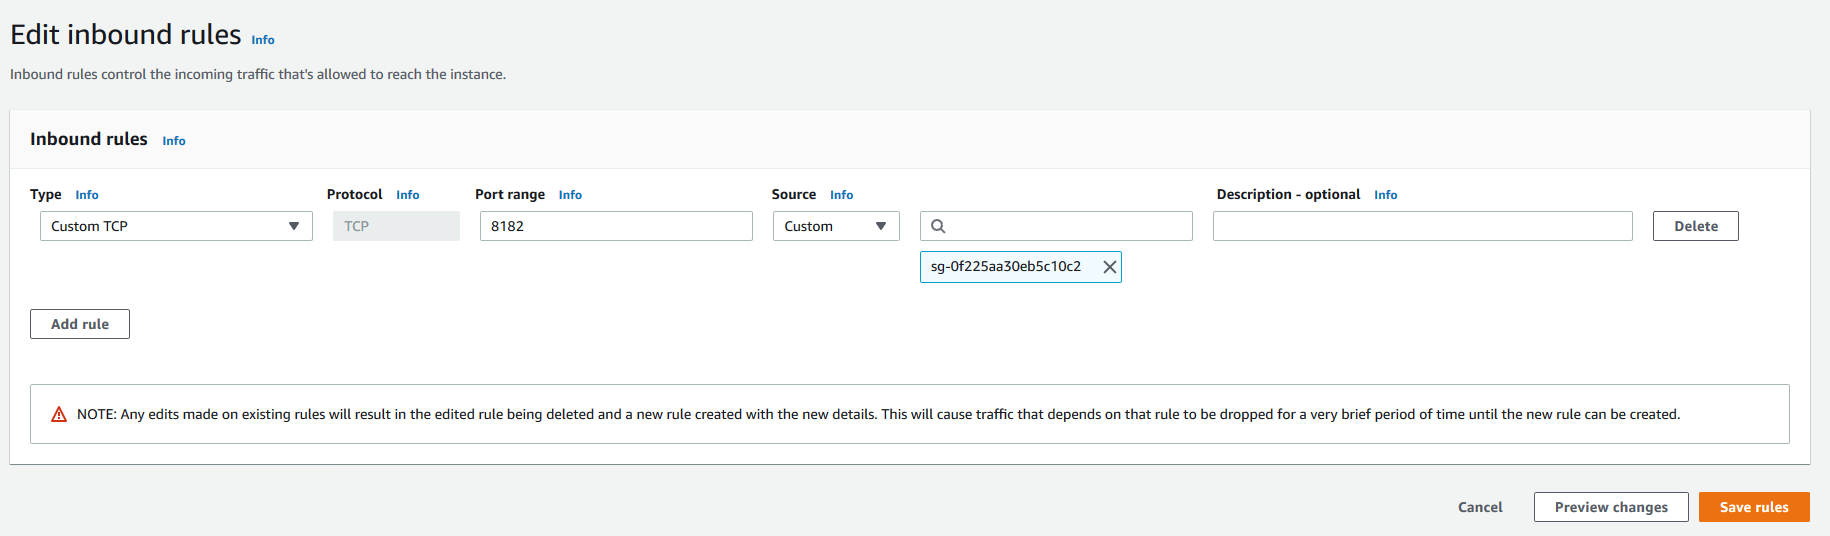 Edit inbound rules Info
Inbound rules control the incoming traffic that's allowed to reach the instance.
Inbound rules Info
Type Info Protocol Info Port range Info Source Info Description - optional Info
Custom TCP TCP 8182 Custom Delete
sg-0f225aa30eb5c10c2
Add rule
NOTE: Any edits made on existing rules will result in the edited rule being deleted and a new rule created with the new details. This will cause traffic that depends on that rule to be dropped for a very brief period of time until the new rule can be created.
Cancel Preview changes Save rules